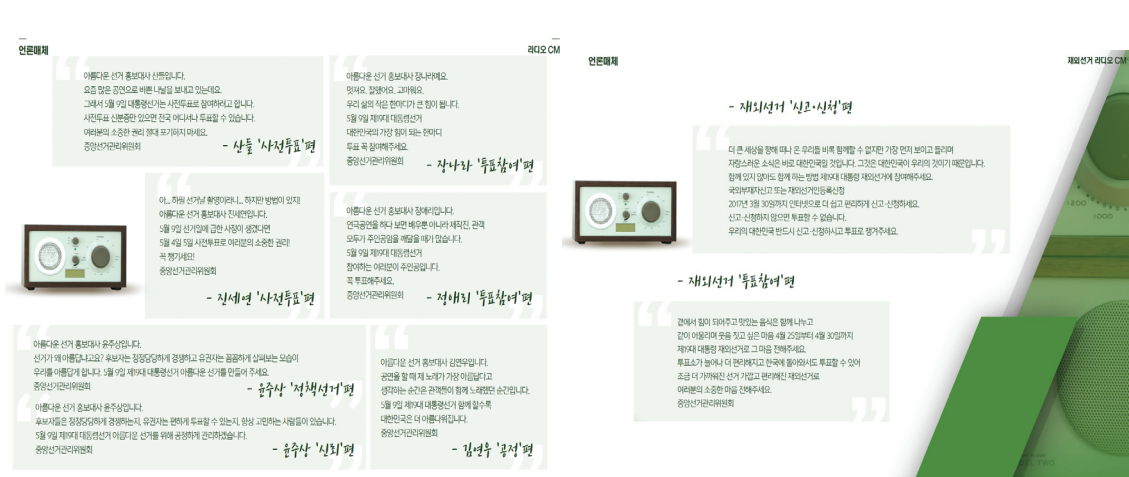 언론매체
라디오 CM
아름다운 선거 홍보대사 산들입니다.
요즘 많은 공연으로 바쁜 나날을 보내고 있는데요.
그래서 5월 9일 대통령선거는 사전투표로 참여하려고 합니다.
사전투표 신분증만 있으면 전국 어디서나 투표할 수 있습니다.
여러분의 소중한 권리 절대 포기하지 마세요.
중앙선거관리위원회
- 산들 '사전투표'편
아름다운 선거 홍보대사 장나라예요.
멋져요. 잘했어요. 고마워요.
우리 삶의 작은 한마디가 큰 힘이 됩니다.
5월 9일 제19대 대통령선거
대한민국의 가장 힘이 되는 한마디
투표 꼭 참여해주세요.
중앙선거관리위원회
- 장나라 '투표참여'편
아... 하필 선거날 촬영이라니... 하지만 방법이 있지!
아름다운 선거 홍보대사 진세연입니다.
5월 9일 선거일에 급한 사정이 생겼다면
5월 4일 5일 사전투표로 여러분의 소중한 권리!
꼭 챙기세요!
중앙선거관리위원회
- 진세연 '사전투표'편
아름다운 선거 홍보대사 정애리입니다.
연극공연을 하다 보면 배우뿐 아니라 제작진, 관객
모두가 주인공임을 깨달을 때가 많습니다.
5월 9일 제19대 대통령선거
참여하는 여러분이 주인공입니다.
꼭 투표해주세요.
중앙선거관리위원회
- 정애리 '투표참여'편
아름다운 선거 홍보대사 윤주상입니다.
선거가 왜 아름답냐고요? 후보자는 정정당당하게 경쟁하고 유권자는 꼼꼼하게 살펴보는 모습이
우리를 아름답게 합니다. 5월 9일 제19대 대통령선거 아름다운 선거를 만들어 주세요.
중앙선거관리위원회
- 윤주상 '정책선거'편
아름다운 선거 홍보대사 윤주상입니다.
후보자들은 정정당당하게 경쟁하는지, 유권자는 편하게 투표할 수 있는지, 항상 고민하는 사람들이 있습니다.
5월 9일 제19대 대통령선거 아름다운 선거를 위해 공정하게 관리하겠습니다.
중앙선거관리위원회
- 윤주상 '신뢰'편
아름다운 선거 홍보대사 김연우입니다.
공연을 할 때 제 노래가 가장 아름답다고
생각하는 순간은 관객들이 함께 노래했던 순간입니다.
5월 9일 제19대 대통령선거 함께 할수록
대한민국은 더 아름다워집니다.
중앙선거관리위원회
- 김연우 '공정'편
언론매체
재외선거 라디오 CM
- 재외선거 '신고·신청'편
더 큰 세상을 향해 떠나 온 우리들 비록 함께할 수 없지만 가장 먼저 보이고 들리며
자랑스러운 소식은 바로 대한민국일 것입니다. 그것은 대한민국이 우리의 것이기 때문입니다.
함께 있지 않아도 함께 하는 방법 제19대 대통령 재외선거에 참여해주세요.
국외부재자신고 또는 재외선거인등록신청
2017년 3월 30일까지 인터넷으로 더 쉽고 편리하게 신고·신청하세요.
신고·신청하지 않으면 투표할 수 없습니다.
우리의 대한민국 반드시 신고·신청하시고 투표로 챙겨주세요.
- 재외선거 '투표참여'편
곁에서 힘이 되어주고 맛있는 음식은 함께 나누고
같이 어울리며 웃음 짓고 싶은 마음 4월 25일부터 4월 30일까지
제19대 대통령 재외선거로 그 마음 전해주세요.
투표소가 늘어나 더 편리해지고 한국에 돌아와서도 투표할 수 있어
조금 더 가까워진 선거 가깝고 편리해진 재외선거로
여러분의 소중한 마음 전해주세요.
중앙선거관리위원회